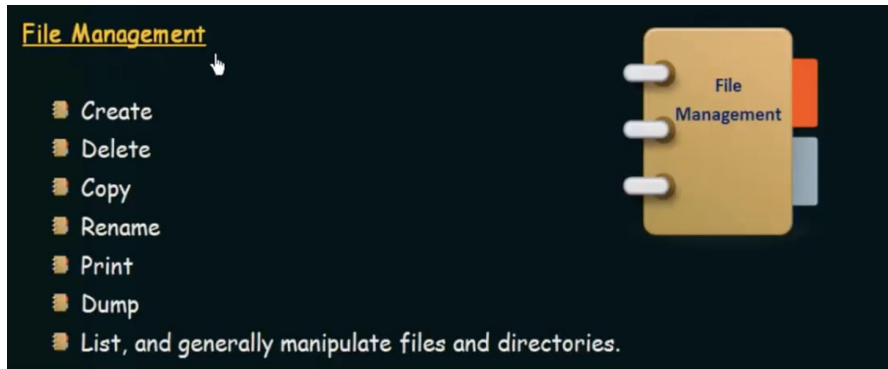 File Management
Create
Delete
Copy
Rename
Print
Dump
List, and generally manipulate files and directories.
File
Management